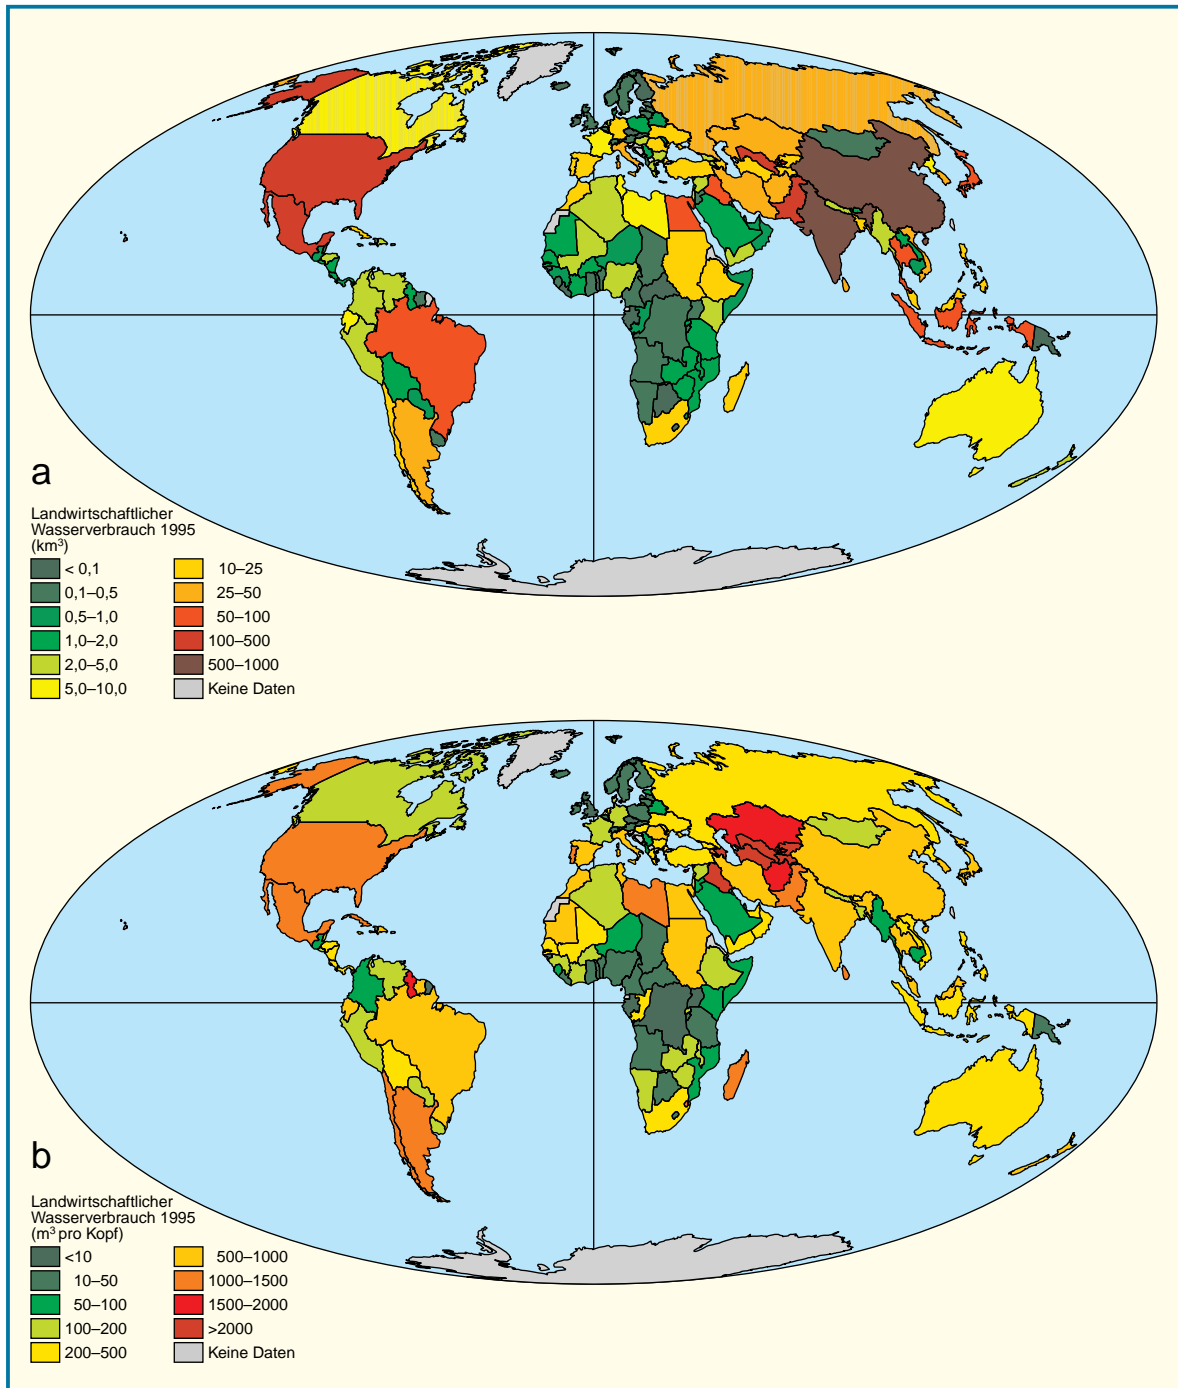 a
Landwirtschaftlicher
Wasserverbrauch 1995
(km³)
< 0,1
0,1–0,5
0,5–1,0
1,0–2,0
2,0–5,0
5,0–10,0
10–25
25–50
50–100
100–500
500–1000
Keine Daten
b
Landwirtschaftlicher
Wasserverbrauch 1995
(m³ pro Kopf)
<10
10–50
50–100
100–200
200–500
500–1000
1000–1500
1500–2000
>2000
Keine Daten